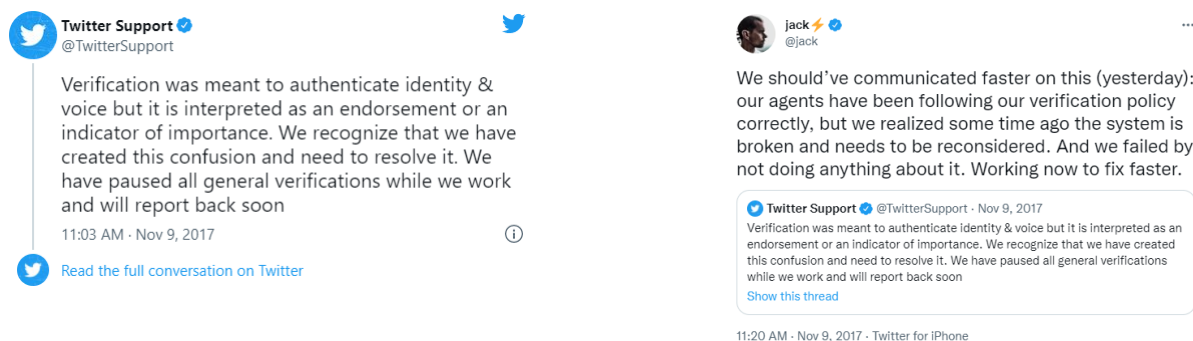 Twitter Support
@TwitterSupport
Verification was meant to authenticate identity &
voice but it is interpreted as an endorsement or an
indicator of importance. We recognize that we have
created this confusion and need to resolve it. We
have paused all general verifications while we work
and will report back soon
11:03 AM · Nov 9, 2017
Read the full conversation on Twitter
jack⚡
@jack
We should've communicated faster on this (yesterday):
our agents have been following our verification policy
correctly, but we realized some time ago the system is
broken and needs to be reconsidered. And we failed by
not doing anything about it. Working now to fix faster.
Twitter Support @TwitterSupport · Nov 9, 2017
Verification was meant to authenticate identity & voice but it is interpreted as an
endorsement or an indicator of importance. We recognize that we have created
this confusion and need to resolve it. We have paused all general verifications
while we work and will report back soon
Show this thread
11:20 AM · Nov 9, 2017 · Twitter for iPhone